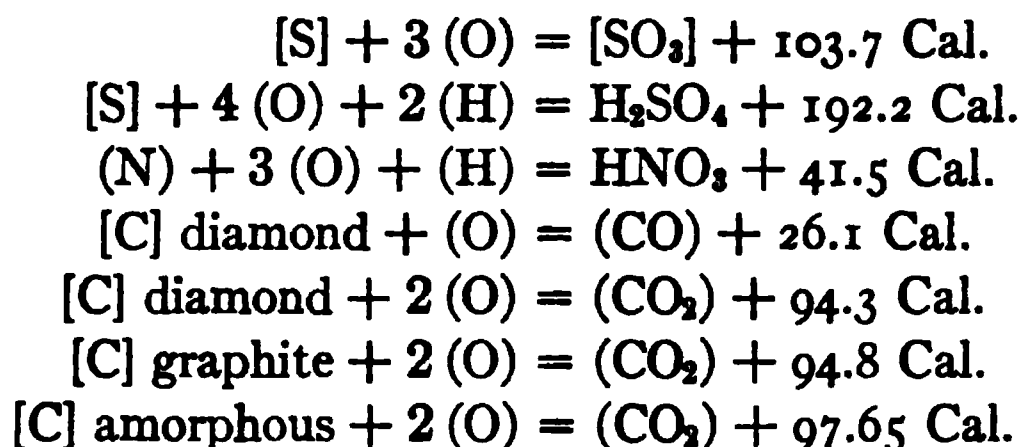 [S] + 3 (O) = [SO₃] + 103.7 Cal.
[S] + 4 (O) + 2 (H) = H₂SO₄ + 192.2 Cal.
(N) + 3 (O) + (H) = HNO₃ + 41.5 Cal.
[C] diamond + (O) = (CO) + 26.1 Cal.
[C] diamond + 2 (O) = (CO₂) + 94.3 Cal.
[C] graphite + 2 (O) = (CO₂) + 94.8 Cal.
[C] amorphous + 2 (O) = (CO₂) + 97.65 Cal.